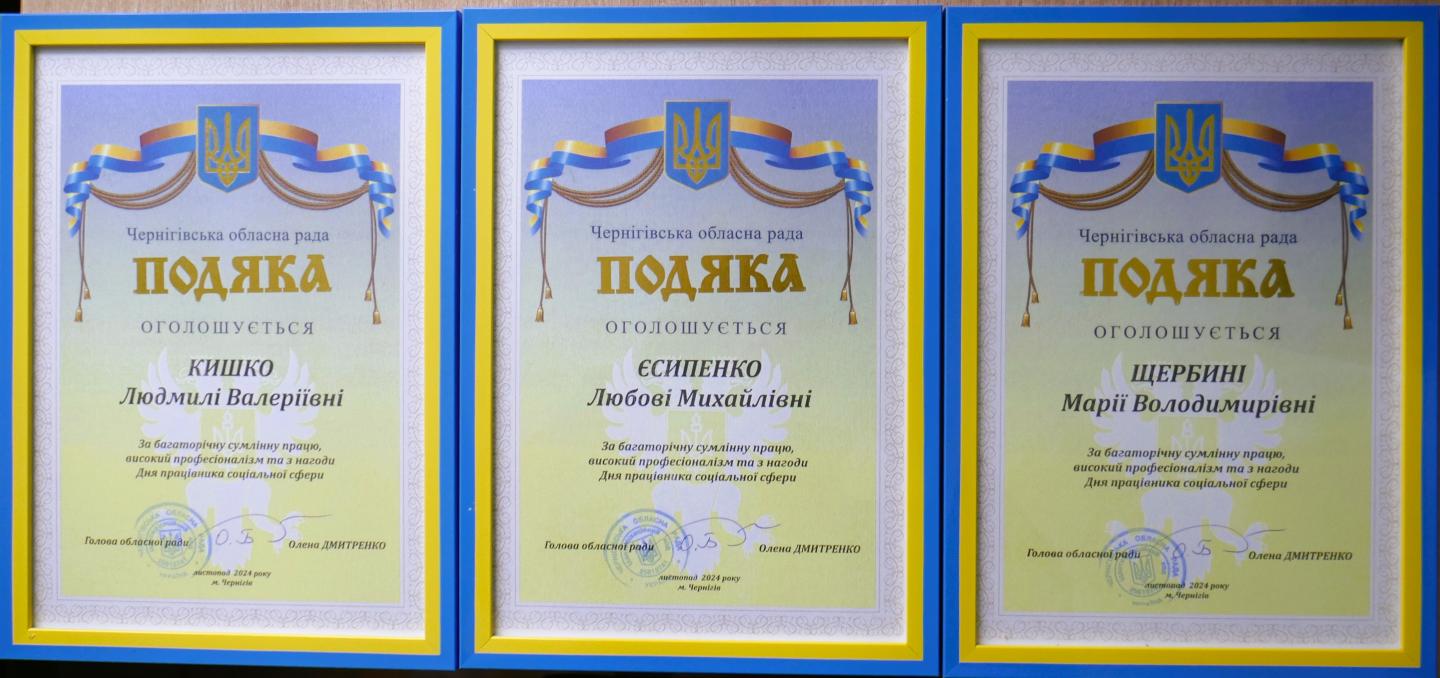 Чернігівська обласна рада
ПОДЯКА
ОГОЛОШУЄТЬСЯ
КИШКО
Людмилі Валеріївні
За багаторічну сумлінну працю,
високий професіоналізм та з нагоди
Дня працівника соціальної сфери
Голова обласної ради
Олена ДМИТРЕНКО
листопад 2024 року
м. Чернігів
Чернігівська обласна рада
ПОДЯКА
ОГОЛОШУЄТЬСЯ
ЄСИПЕНКО
Любові Михайлівні
За багаторічну сумлінну працю,
високий професіоналізм та з нагоди
Дня працівника соціальної сфери
Голова обласної ради
Олена ДМИТРЕНКО
листопад 2024 року
м. Чернігів
Чернігівська обласна рада
ПОДЯКА
ОГОЛОШУЄТЬСЯ
ЩЕРБИНІ
Марії Володимирівні
За багаторічну сумлінну працю,
високий професіоналізм та з нагоди
Дня працівника соціальної сфери
Голова обласної ради
Олена ДМИТРЕНКО
листопад 2024 року
м. Чернігів